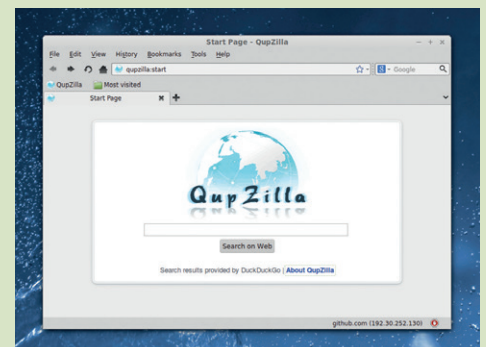 Start Page - QupZilla
File Edit View History Bookmarks Tools Help
qupzilla:start
Google
QupZilla Most visited
Start Page
QupZilla
Search on Web
Search results provided by DuckDuckGo | About QupZilla
github.com (192.30.252.130)